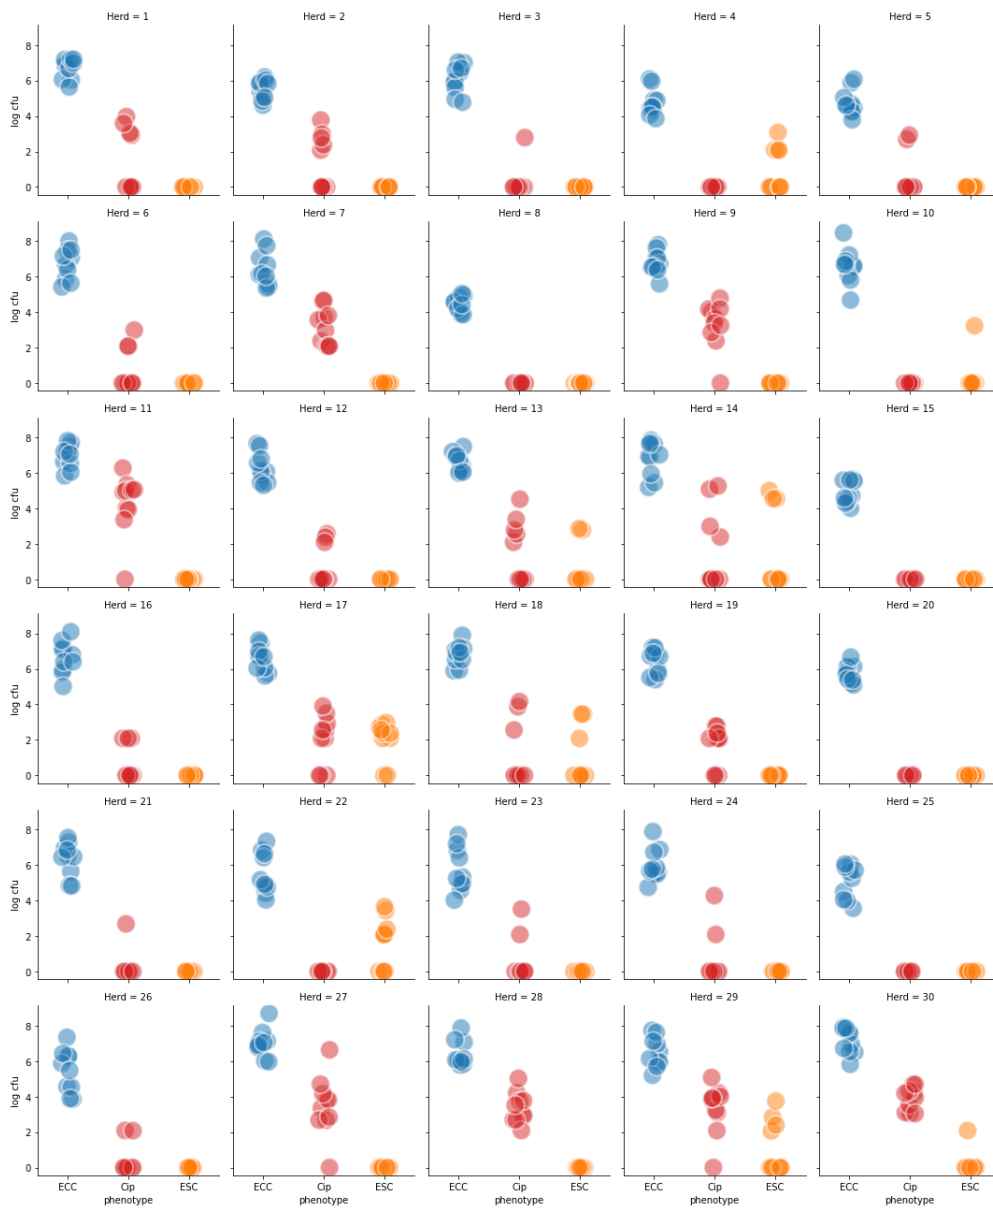 Herd = 1 Herd = 2 Herd = 3 Herd = 4 Herd = 5
8
6
4
2
0
log cfu
Herd = 6 Herd = 7 Herd = 8 Herd = 9 Herd = 10
8
6
4
2
0
log cfu
Herd = 11 Herd = 12 Herd = 13 Herd = 14 Herd = 15
8
6
4
2
0
log cfu
Herd = 16 Herd = 17 Herd = 18 Herd = 19 Herd = 20
8
6
4
2
0
log cfu
Herd = 21 Herd = 22 Herd = 23 Herd = 24 Herd = 25
8
6
4
2
0
log cfu
Herd = 26 Herd = 27 Herd = 28 Herd = 29 Herd = 30
8
6
4
2
0
log cfu
ECC Cip ESC ECC Cip ESC ECC Cip ESC ECC Cip ESC ECC Cip ESC
phenotype phenotype phenotype phenotype phenotype